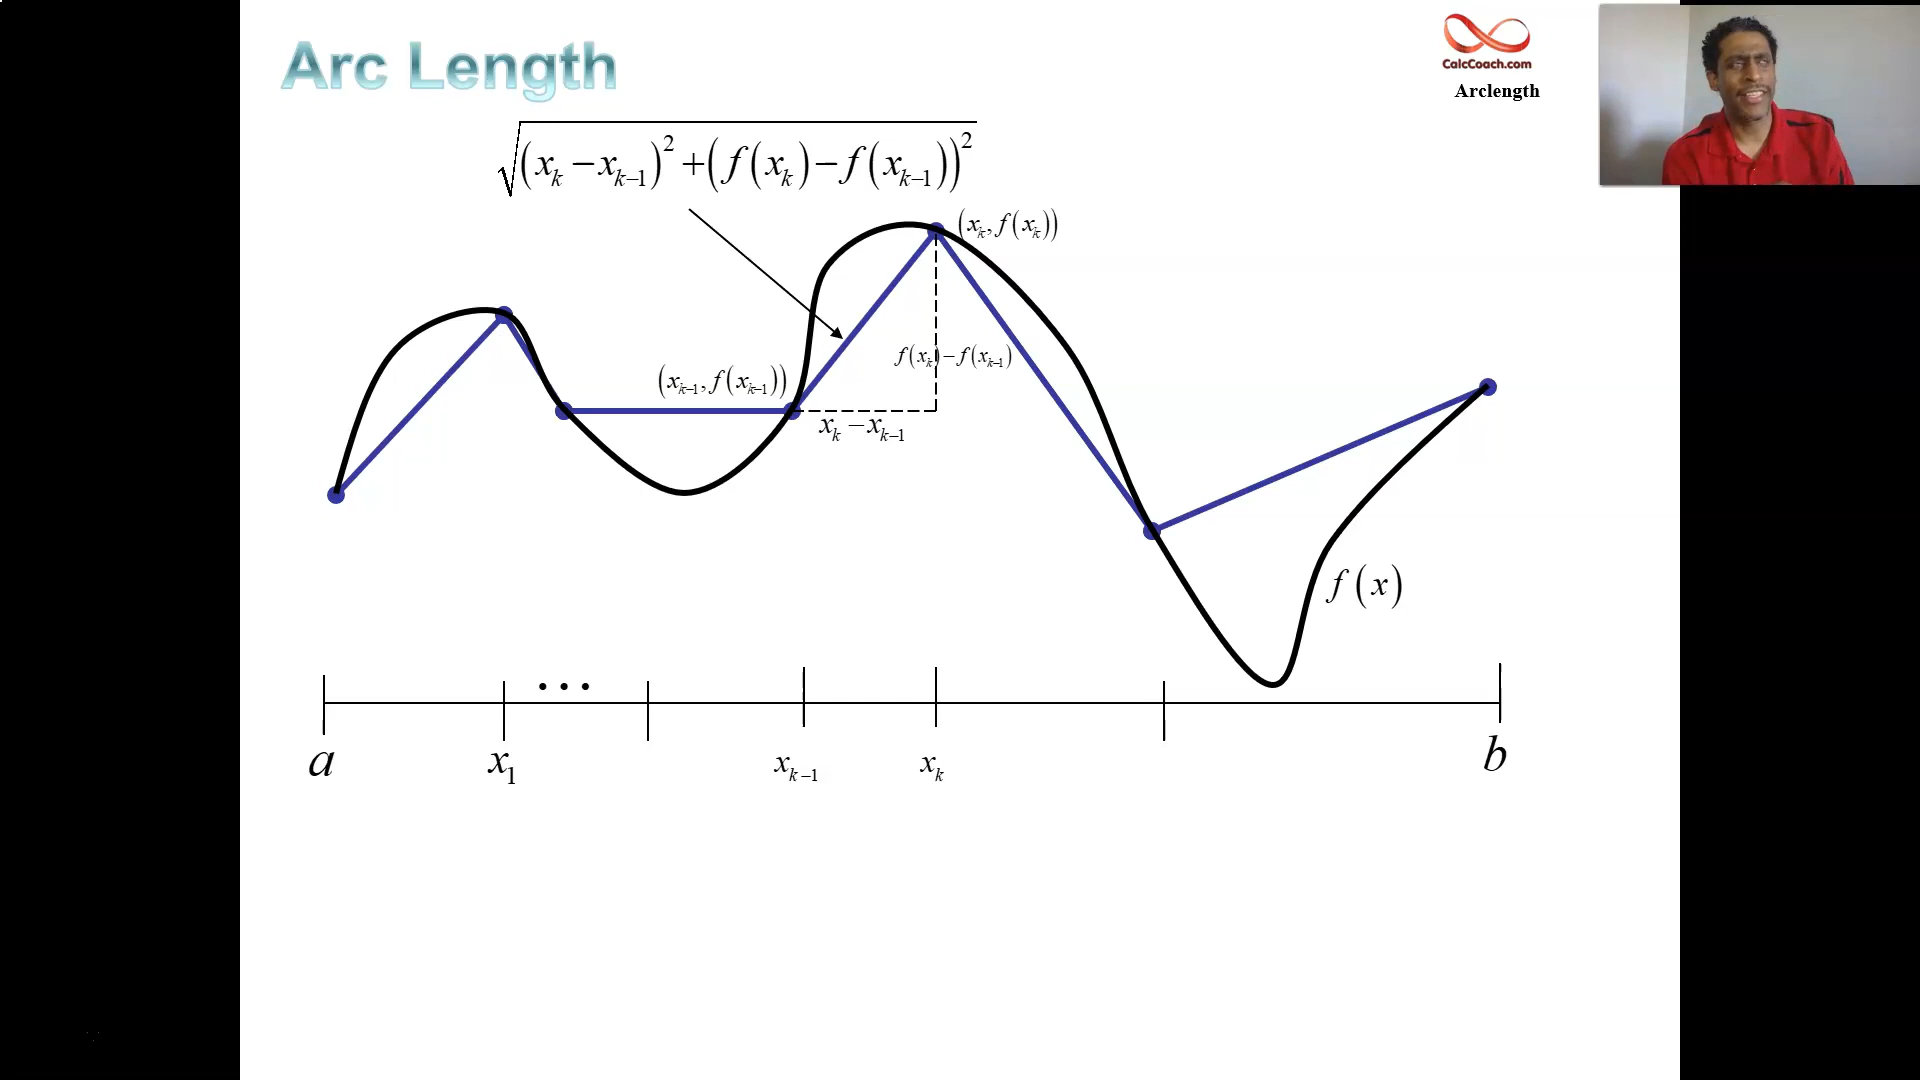 Arc Length
CalcCoach.com
Arclength
√((x_k − x_{k−1})² + (f(x_k) − f(x_{k−1}))²)
(x_k, f(x_k))
f(x_k) − f(x_{k−1})
(x_{k−1}, f(x_{k−1}))
x_k − x_{k−1}
f(x)
• • •
a
x_1
x_{k−1}
x_k
b